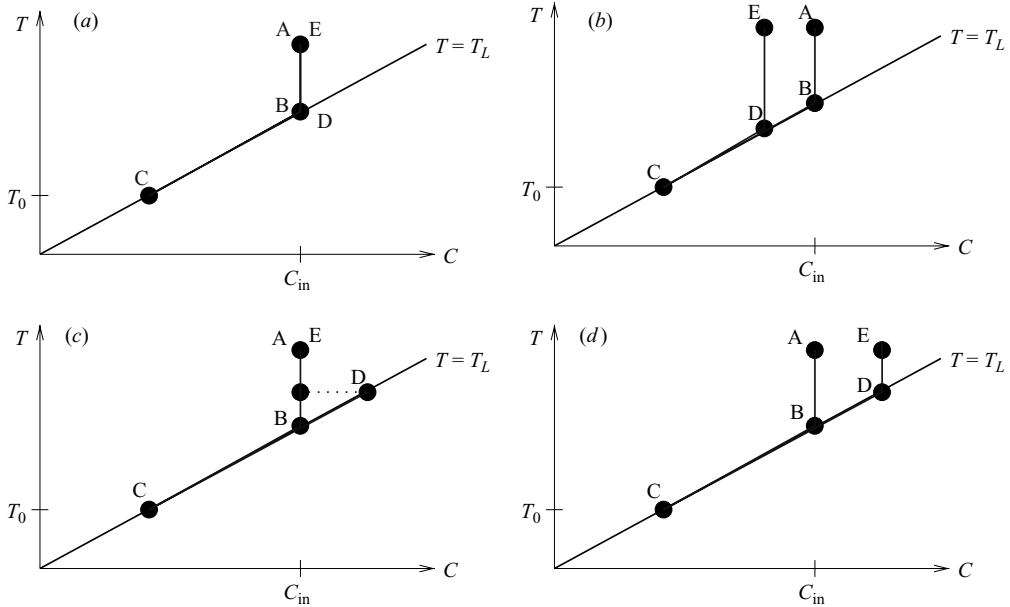 (a)
T
A E
T = T_L
B
D
C
T_0
C
C_in
(b)
T
E
A
T = T_L
B
D
C
T_0
C
C_in
(c)
T
A E
T = T_L
D
B
C
T_0
C
C_in
(d)
T
A
E
T = T_L
D
B
C
T_0
C
C_in